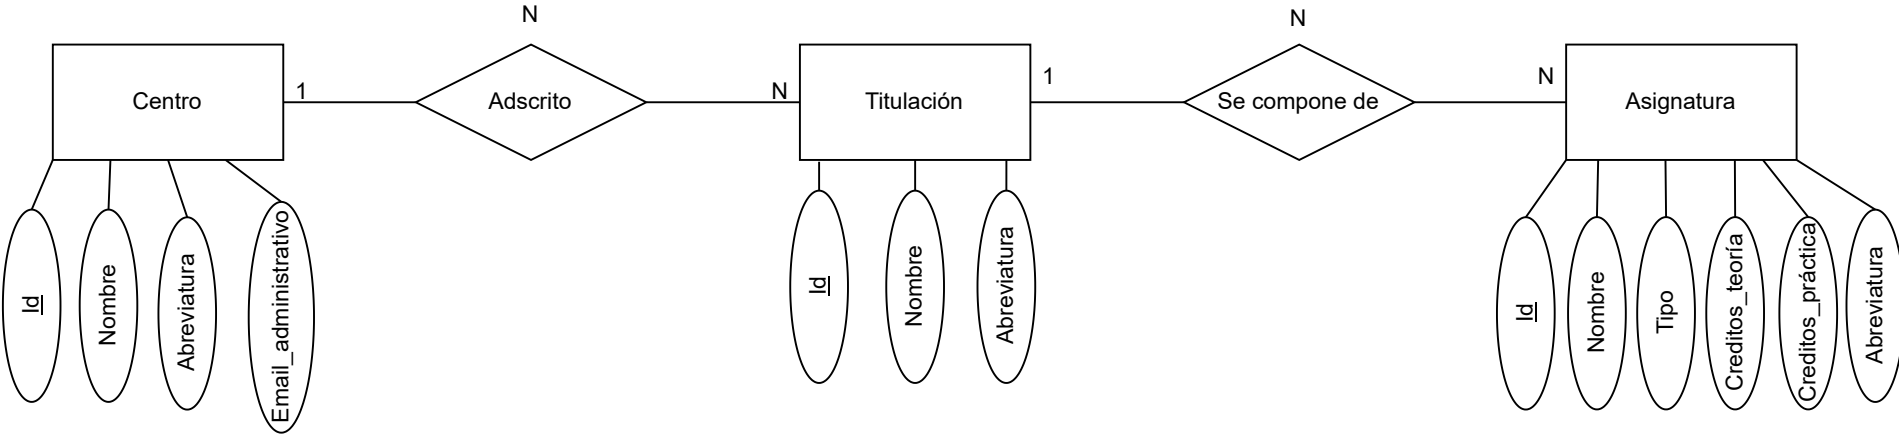 N
N
Centro
1
Adscrito
N
Titulación
1
Se compone de
N
Asignatura
Id
Nombre
Abreviatura
Email_administrativo
Id
Nombre
Abreviatura
Id
Nombre
Tipo
Creditos_teoría
Creditos_práctica
Abreviatura